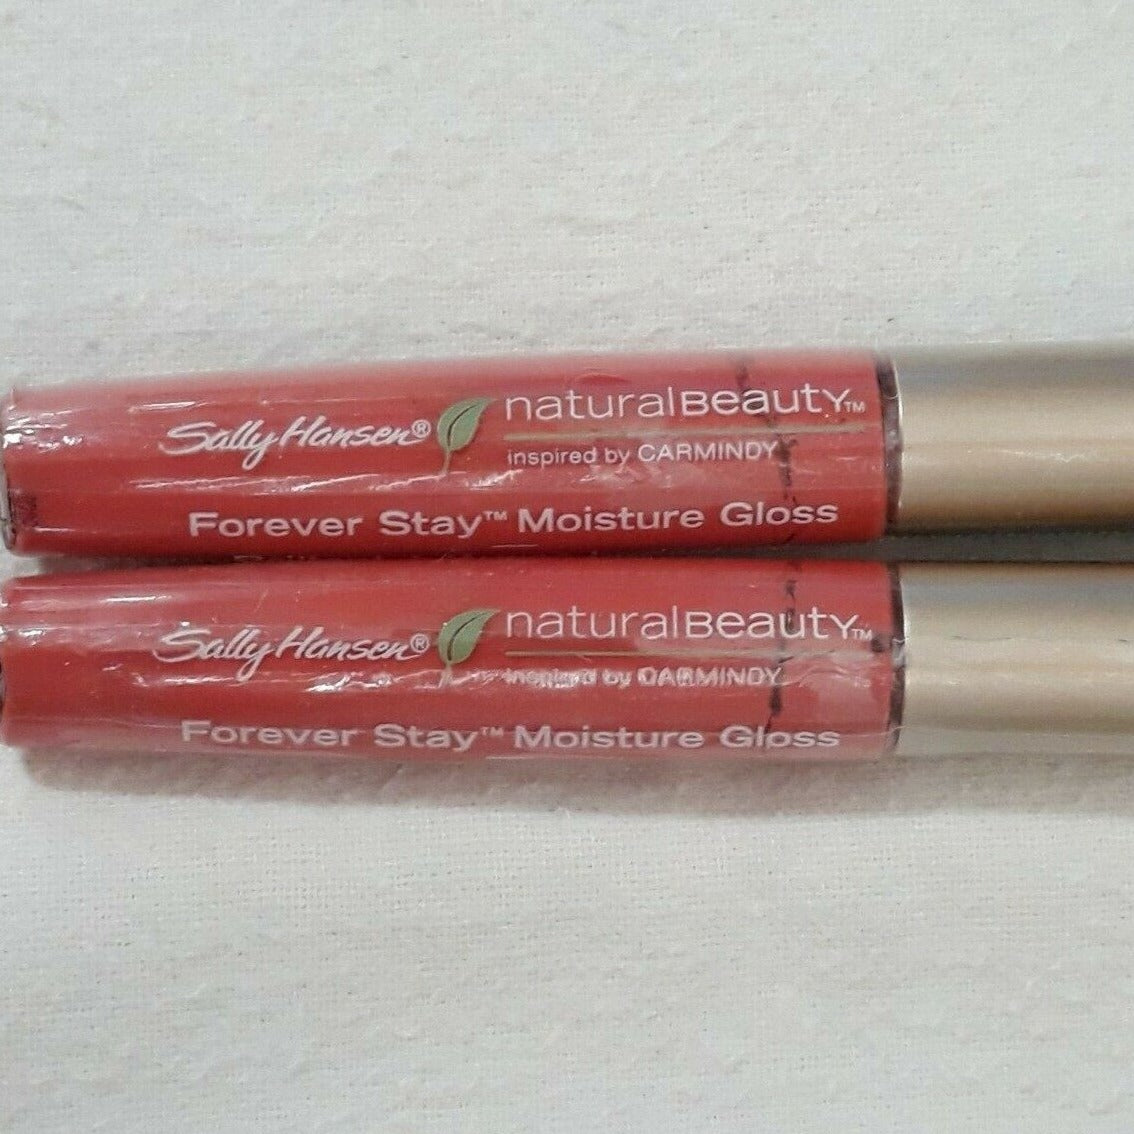 Sally Hansen® naturalBeauty™
inspired by CARMINDY
Forever Stay™ Moisture Gloss
Sally Hansen® naturalBeauty™
inspired by CARMINDY
Forever Stay™ Moisture Gloss